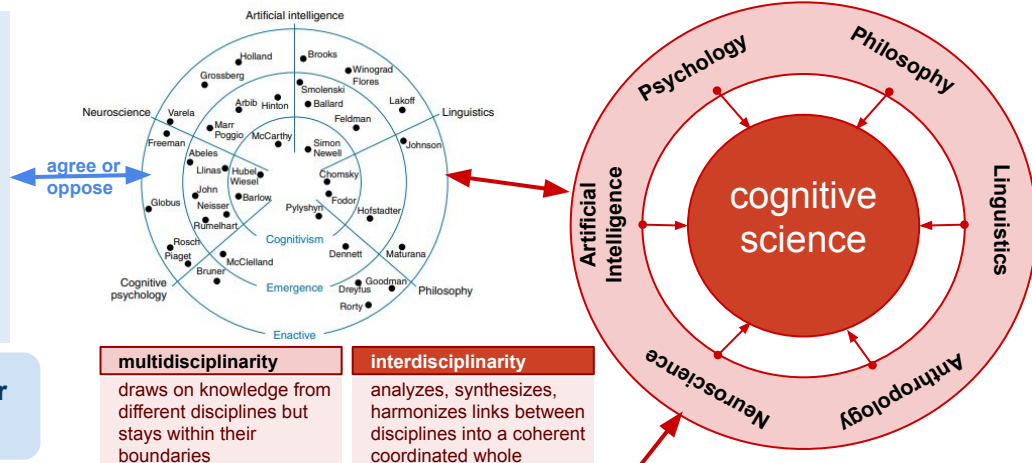 Artificial intelligence
Holland
Brooks
Grossberg
Winograd
Flores
Smolenski
Arbib
Hinton
Ballard
Lakoff
Neuroscience
Varela
Feldman
Linguistics
Marr
Poggio
Freeman
McCarthy
Simon
Newell
Johnson
Abeles
Llinas
Hubel
Wiesel
Chomsky
John
Barlow
Fodor
Globus
Neisser
Pylyshyn
Hofstadter
Rumelhart
Cognitivism
Rosch
Piaget
McClelland
Dennett
Maturana
Bruner
Cognitive
psychology
Emergence
Dreyfus
Goodman
Philosophy
Rorty
Enactive
agree or
oppose
Psychology
Philosophy
Artificial
Intelligence
Linguistics
Neuroscience
Anthropology
cognitive
science
multidisciplinarity
draws on knowledge from
different disciplines but
stays within their
boundaries
interdisciplinarity
analyzes, synthesizes,
harmonizes links between
disciplines into a coherent
coordinated whole